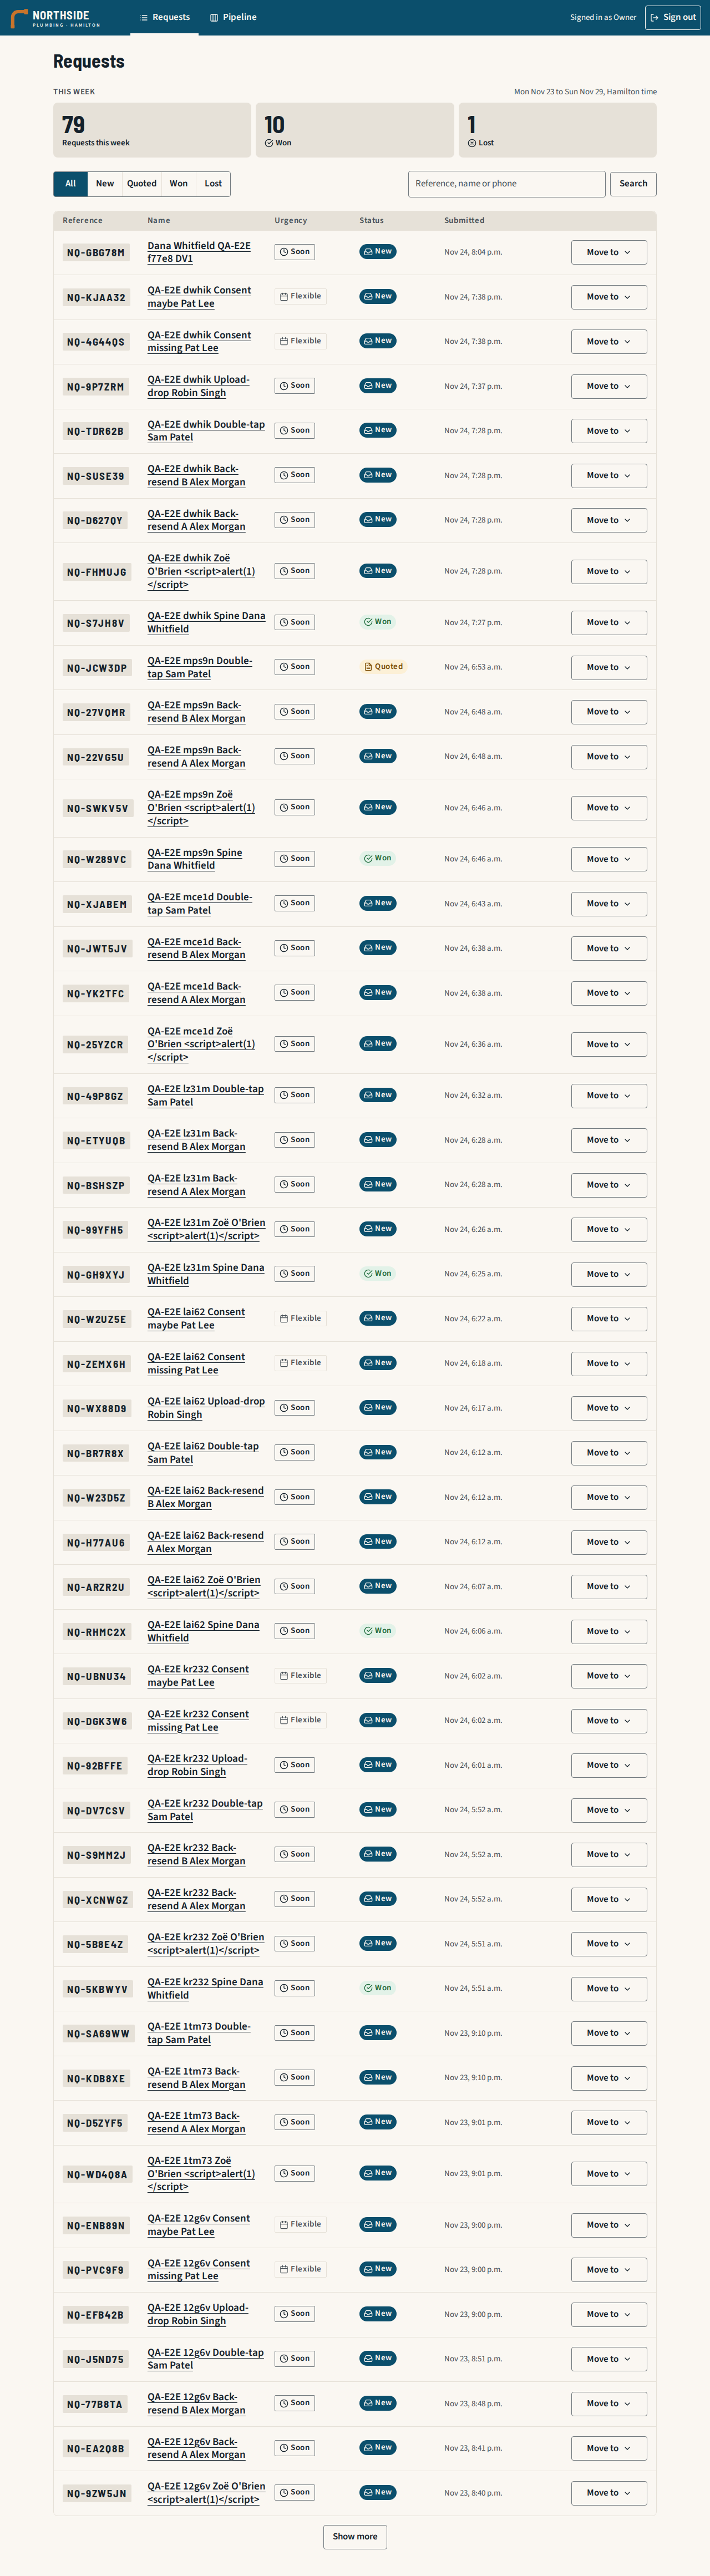 NORTHSIDE
PLUMBING · HAMILTON
Requests
Pipeline
Signed in as Owner
Sign out
Requests
THIS WEEK
Mon Nov 23 to Sun Nov 29, Hamilton time
79
Requests this week
10
Won
1
Lost
All New Quoted Won Lost
Reference, name or phone
Search
Reference Name Urgency Status Submitted
NQ-GBG78M Dana Whitfield QA-E2E f77e8 DV1 Soon New Nov 24, 8:04 p.m. Move to
NQ-KJAA32 QA-E2E dwhik Consent maybe Pat Lee Flexible New Nov 24, 7:38 p.m. Move to
NQ-4G44QS QA-E2E dwhik Consent missing Pat Lee Flexible New Nov 24, 7:38 p.m. Move to
NQ-9P7ZRM QA-E2E dwhik Upload-drop Robin Singh Soon New Nov 24, 7:37 p.m. Move to
NQ-TDR62B QA-E2E dwhik Double-tap Sam Patel Soon New Nov 24, 7:28 p.m. Move to
NQ-SUSE39 QA-E2E dwhik Back-resend B Alex Morgan Soon New Nov 24, 7:28 p.m. Move to
NQ-D627QY QA-E2E dwhik Back-resend A Alex Morgan Soon New Nov 24, 7:28 p.m. Move to
NQ-FHMUJG QA-E2E dwhik Zoë O'Brien <script>alert(1)</script> Soon New Nov 24, 7:28 p.m. Move to
NQ-S7JH8V QA-E2E dwhik Spine Dana Whitfield Soon Won Nov 24, 7:27 p.m. Move to
NQ-JCW3DP QA-E2E mps9n Double-tap Sam Patel Soon Quoted Nov 24, 6:53 a.m. Move to
NQ-27VQMR QA-E2E mps9n Back-resend B Alex Morgan Soon New Nov 24, 6:48 a.m. Move to
NQ-22VG5U QA-E2E mps9n Back-resend A Alex Morgan Soon New Nov 24, 6:48 a.m. Move to
NQ-SWKV5V QA-E2E mps9n Zoë O'Brien <script>alert(1)</script> Soon New Nov 24, 6:46 a.m. Move to
NQ-W289VC QA-E2E mps9n Spine Dana Whitfield Soon Won Nov 24, 6:46 a.m. Move to
NQ-XJABEM QA-E2E mce1d Double-tap Sam Patel Soon New Nov 24, 6:43 a.m. Move to
NQ-JWT5JV QA-E2E mce1d Back-resend B Alex Morgan Soon New Nov 24, 6:38 a.m. Move to
NQ-YK2TFC QA-E2E mce1d Back-resend A Alex Morgan Soon New Nov 24, 6:38 a.m. Move to
NQ-25YZCR QA-E2E mce1d Zoë O'Brien <script>alert(1)</script> Soon New Nov 24, 6:36 a.m. Move to
NQ-49P8GZ QA-E2E lz31m Double-tap Sam Patel Soon New Nov 24, 6:32 a.m. Move to
NQ-ETYUQB QA-E2E lz31m Back-resend B Alex Morgan Soon New Nov 24, 6:28 a.m. Move to
NQ-BSHSZP QA-E2E lz31m Back-resend A Alex Morgan Soon New Nov 24, 6:28 a.m. Move to
NQ-99YFH5 QA-E2E lz31m Zoë O'Brien <script>alert(1)</script> Soon New Nov 24, 6:26 a.m. Move to
NQ-GH9XYJ QA-E2E lz31m Spine Dana Whitfield Soon Won Nov 24, 6:25 a.m. Move to
NQ-W2UZ5E QA-E2E lai62 Consent maybe Pat Lee Flexible New Nov 24, 6:22 a.m. Move to
NQ-ZEMX6H QA-E2E lai62 Consent missing Pat Lee Flexible New Nov 24, 6:18 a.m. Move to
NQ-WX88D9 QA-E2E lai62 Upload-drop Robin Singh Soon New Nov 24, 6:17 a.m. Move to
NQ-BR7R8X QA-E2E lai62 Double-tap Sam Patel Soon New Nov 24, 6:12 a.m. Move to
NQ-W23D5Z QA-E2E lai62 Back-resend B Alex Morgan Soon New Nov 24, 6:12 a.m. Move to
NQ-H77AU6 QA-E2E lai62 Back-resend A Alex Morgan Soon New Nov 24, 6:12 a.m. Move to
NQ-ARZR2U QA-E2E lai62 Zoë O'Brien <script>alert(1)</script> Soon New Nov 24, 6:07 a.m. Move to
NQ-RHMC2X QA-E2E lai62 Spine Dana Whitfield Soon Won Nov 24, 6:06 a.m. Move to
NQ-UBNU34 QA-E2E kr232 Consent maybe Pat Lee Flexible New Nov 24, 6:02 a.m. Move to
NQ-DGK3W6 QA-E2E kr232 Consent missing Pat Lee Flexible New Nov 24, 6:02 a.m. Move to
NQ-92BFFE QA-E2E kr232 Upload-drop Robin Singh Soon New Nov 24, 6:01 a.m. Move to
NQ-DV7CSV QA-E2E kr232 Double-tap Sam Patel Soon New Nov 24, 5:52 a.m. Move to
NQ-S9MM2J QA-E2E kr232 Back-resend B Alex Morgan Soon New Nov 24, 5:52 a.m. Move to
NQ-XCNWGZ QA-E2E kr232 Back-resend A Alex Morgan Soon New Nov 24, 5:52 a.m. Move to
NQ-5B8E4Z QA-E2E kr232 Zoë O'Brien <script>alert(1)</script> Soon New Nov 24, 5:51 a.m. Move to
NQ-5KBWYV QA-E2E kr232 Spine Dana Whitfield Soon Won Nov 24, 5:51 a.m. Move to
NQ-SA69WW QA-E2E 1tm73 Double-tap Sam Patel Soon New Nov 23, 9:10 p.m. Move to
NQ-KDB8XE QA-E2E 1tm73 Back-resend B Alex Morgan Soon New Nov 23, 9:10 p.m. Move to
NQ-D5ZYF5 QA-E2E 1tm73 Back-resend A Alex Morgan Soon New Nov 23, 9:01 p.m. Move to
NQ-WD4Q8A QA-E2E 1tm73 Zoë O'Brien <script>alert(1)</script> Soon New Nov 23, 9:01 p.m. Move to
NQ-ENB89N QA-E2E 12g6v Consent maybe Pat Lee Flexible New Nov 23, 9:00 p.m. Move to
NQ-PVC9F9 QA-E2E 12g6v Consent missing Pat Lee Flexible New Nov 23, 9:00 p.m. Move to
NQ-EFB42B QA-E2E 12g6v Upload-drop Robin Singh Soon New Nov 23, 9:00 p.m. Move to
NQ-J5ND75 QA-E2E 12g6v Double-tap Sam Patel Soon New Nov 23, 8:51 p.m. Move to
NQ-77B8TA QA-E2E 12g6v Back-resend B Alex Morgan Soon New Nov 23, 8:48 p.m. Move to
NQ-EA2Q8B QA-E2E 12g6v Back-resend A Alex Morgan Soon New Nov 23, 8:41 p.m. Move to
NQ-9ZW5JN QA-E2E 12g6v Zoë O'Brien <script>alert(1)</script> Soon New Nov 23, 8:40 p.m. Move to
Show more